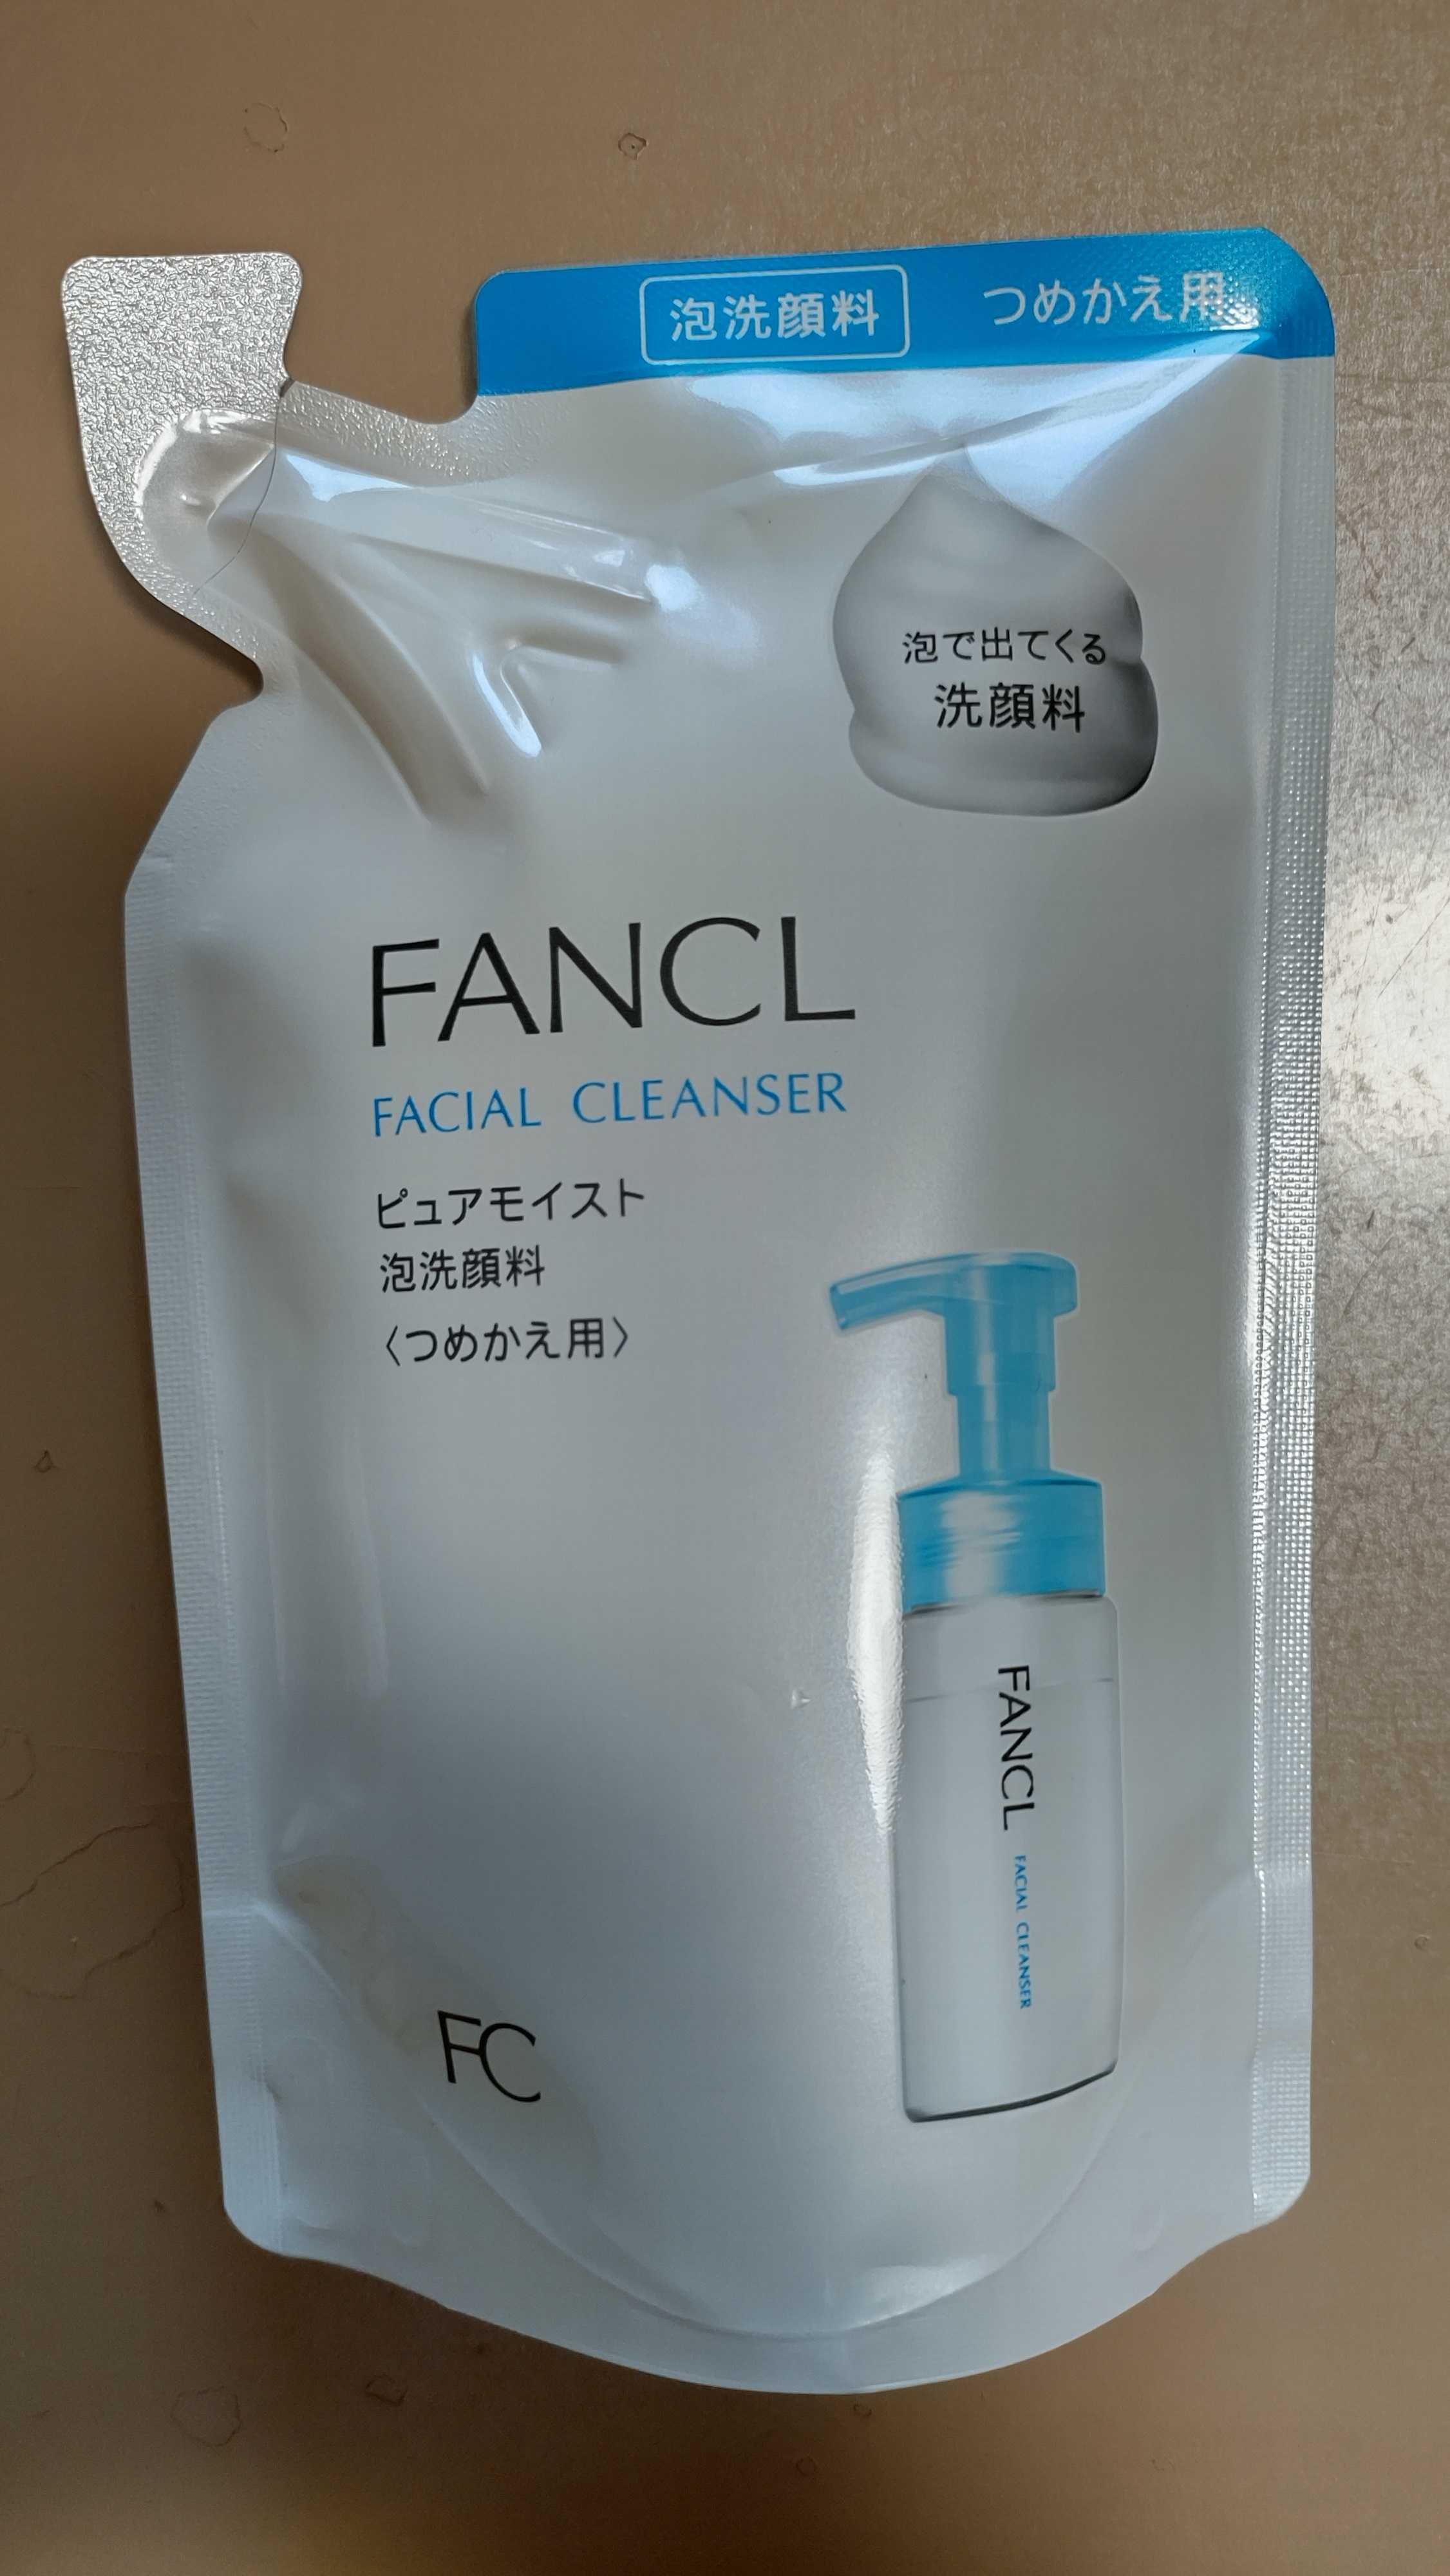 泡洗顔料 つめかえ用
泡で出てくる
洗顔料
FANCL
FACIAL CLEANSER
ピュアモイスト
泡洗顔料
〈つめかえ用〉
FANCL FACIAL CLEANSER
FC